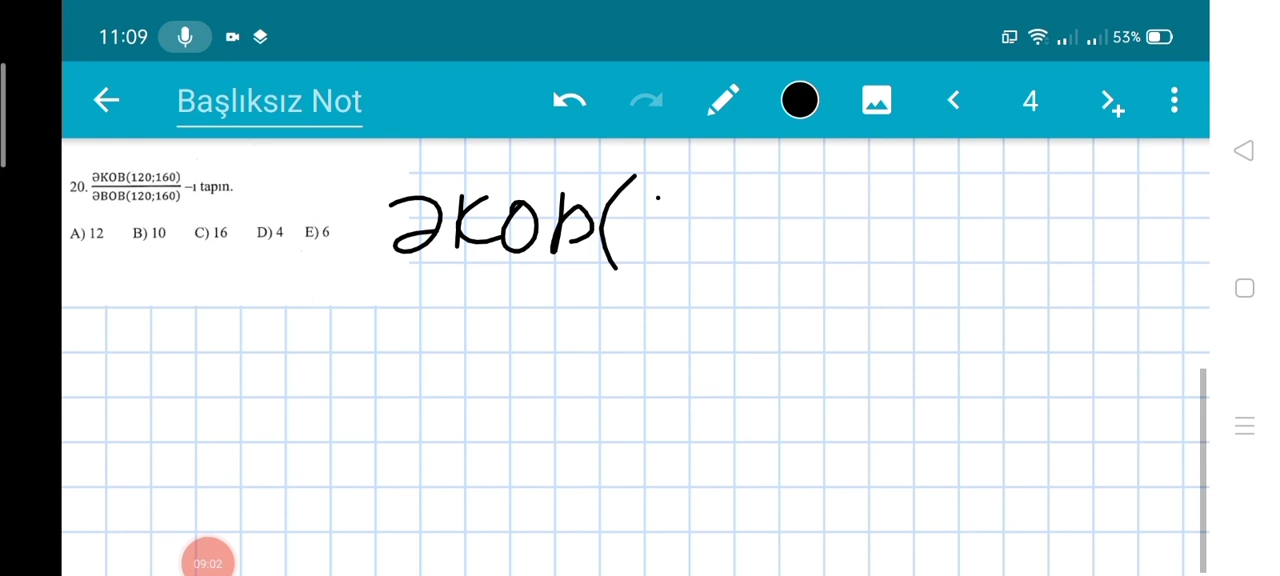 11:09 53%
Başlıksız Not 4
20. ƏKOB(120;160)
ƏBOB(120;160) –ı tapın.
A) 12 B) 10 C) 16 D) 4 E) 6
ƏKOB(
09:02